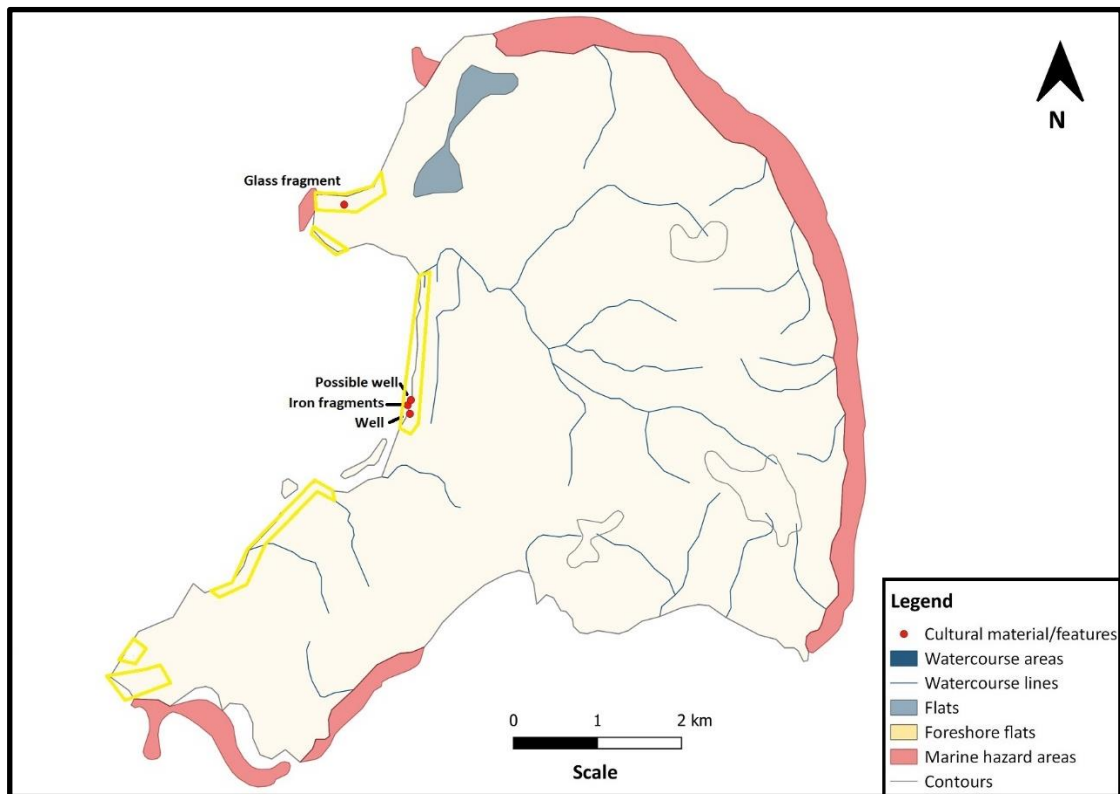 N
Glass fragment
Possible well
Iron fragments
Well
0 1 2 km
Scale
Legend
Cultural material/features
Watercourse areas
Watercourse lines
Flats
Foreshore flats
Marine hazard areas
Contours